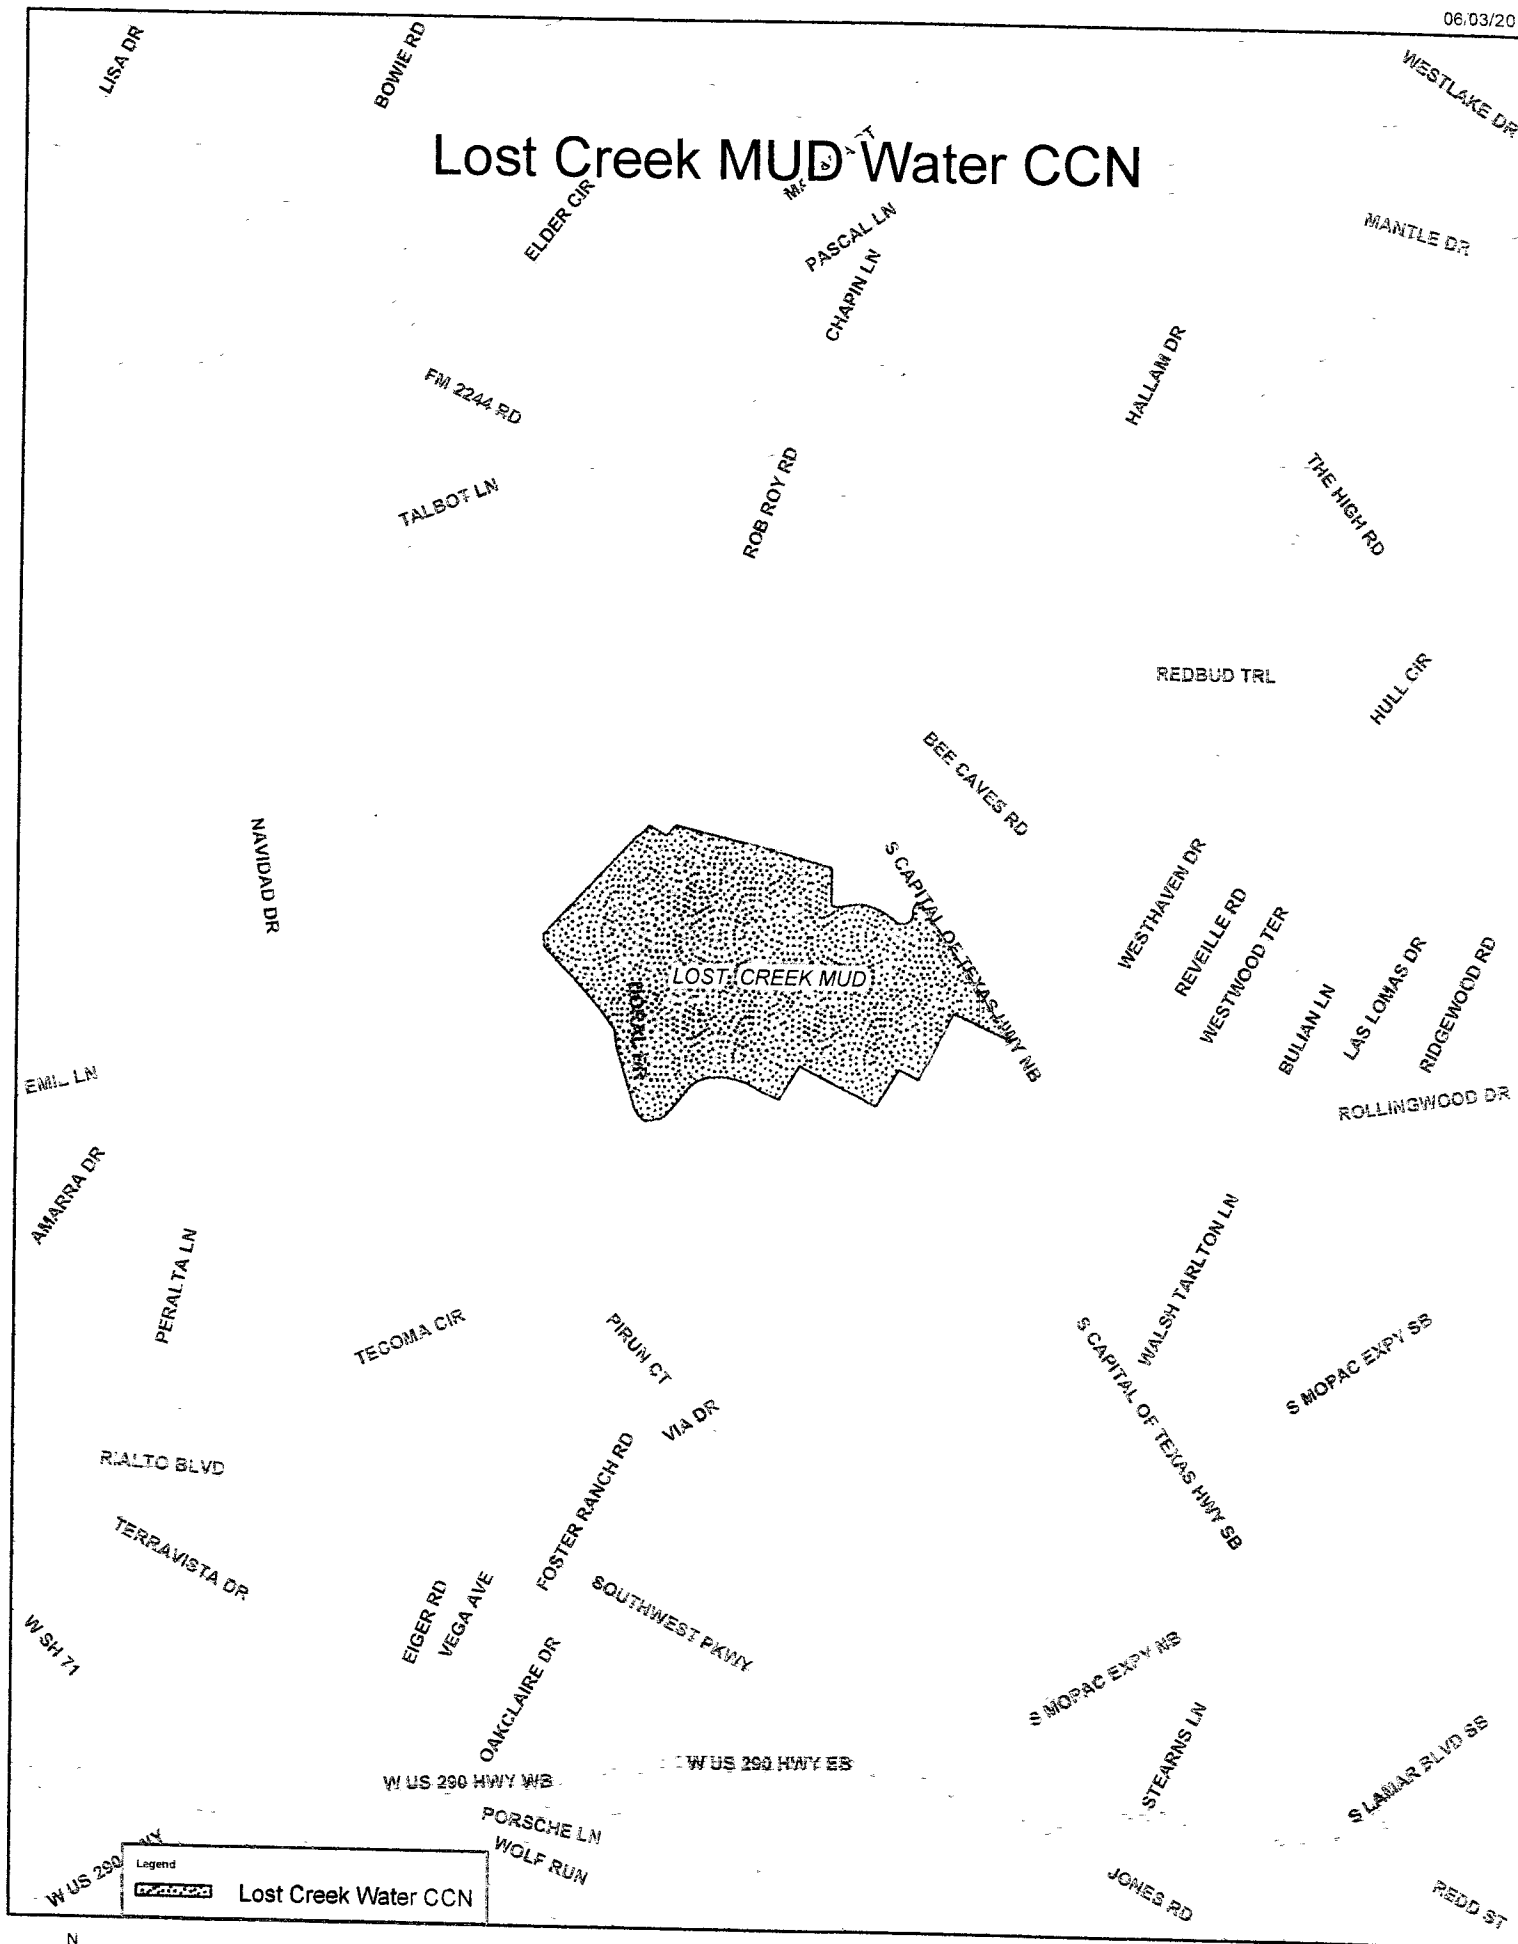 06/03/20
LISA DR
BOWIE RD
WESTLAKE DR
Lost Creek MUD Water CCN
ELDER CIR
PASCAL LN
CHAPIN LN
MANTLE DR
HALLAM DR
FM 2244 RD
TALBOT LN
ROB ROY RD
THE HIGH RD
REDBUD TRL
HULL CIR
BEE CAVES RD
NAVIDAD DR
S CAPITAL OF TEXAS HWY NB
WESTHAVEN DR
REVEILLE RD
WESTWOOD TER
BULIAN LN
LAS LOMAS DR
RIDGEWOOD RD
LOST CREEK MUD
DORAL DR
EMIL LN
ROLLINGWOOD DR
AMARRA DR
PERALTA LN
TECOMA CIR
PIRUN CT
VIA DR
WALSH TARLTON LN
S CAPITAL OF TEXAS HWY SB
S MOPAC EXPY SB
RIALTO BLVD
TERRAVISTA DR
FOSTER RANCH RD
EIGER RD
VEGA AVE
SOUTHWEST PKWY
W SH 71
OAKCLAIRE DR
S MOPAC EXPY NB
STEARNS LN
S LAMAR BLVD SB
W US 290 HWY WB
W US 290 HWY EB
PORSCHE LN
WOLF RUN
W US 290
Legend
Lost Creek Water CCN
JONES RD
REDD ST
N